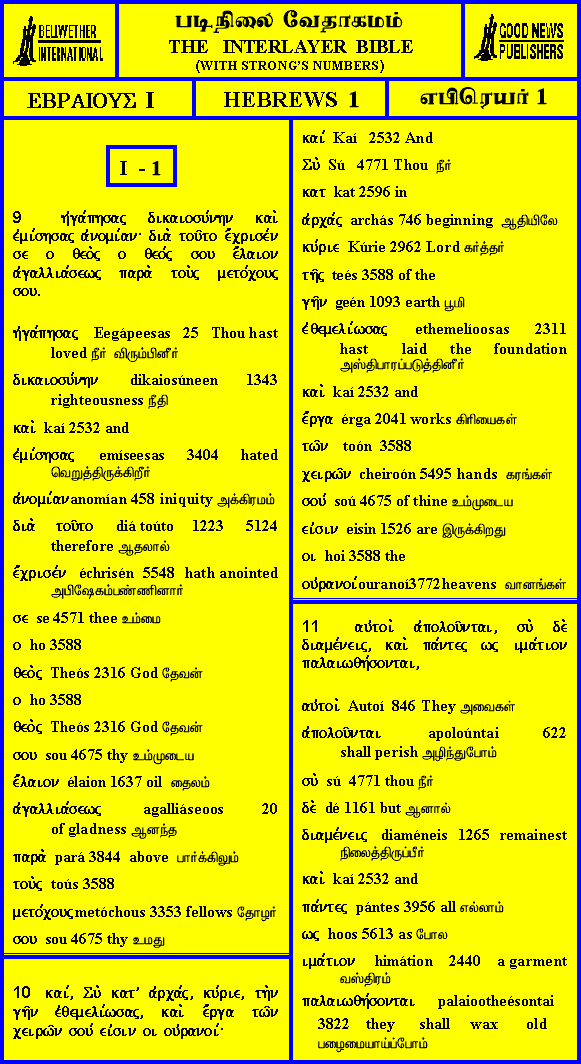 BELLWETHER
INTERNATIONAL
படிநிலை வேதாகமம்
THE INTERLAYER BIBLE
(WITH STRONG'S NUMBERS)
GOOD NEWS
PUBLISHERS
ΕΒΡΑΙΟΥΣ Ι
HEBREWS 1
எபிரெயர் 1
I - 1
9 ἠγάπησας δικαιοσύνην καὶ
ἐμίσησας ἀνομίαν· διὰ τοῦτο ἔχρισέν
σε ο θεὸς ο θεός σου ἔλαιον
ἀγαλλιάσεως παρὰ τοὺς μετόχους
σου.
ἠγάπησας Eegápeesas 25 Thou hast
loved நீர் விரும்பினீர்
δικαιοσύνην dikaiosúneen 1343
righteousness நீதி
καὶ kaí 2532 and
ἐμίσησας emíseesas 3404 hated
வெறுத்திருக்கிறீர்
ἀνομίαν anomían 458 iniquity அக்கிரமம்
διὰ τοῦτο diá toúto 1223 5124
therefore ஆதலால்
ἔχρισέν échrisén 5548 hath anointed
அபிஷேகம்பண்ணினார்
σε se 4571 thee உம்மை
ο ho 3588
θεὸς Theós 2316 God தேவன்
ο ho 3588
θεὸς Theós 2316 God தேவன்
σου sou 4675 thy உம்முடைய
ἔλαιον élaion 1637 oil தைலம்
ἀγαλλιάσεως agalliáseoos 20
of gladness ஆனந்த
παρὰ pará 3844 above பார்க்கிலும்
τοὺς toús 3588
μετόχους metóchous 3353 fellows தோழர்
σου sou 4675 thy உமது
10 καί, Σὺ κατ' ἀρχάς, κύριε, τὴν
γῆν ἐθεμελίωσας, καὶ ἔργα τῶν
χειρῶν σού εἰσιν οι οὐρανοί·
καί Kaí 2532 And
Σὺ Sú 4771 Thou நீர்
κατ kat 2596 in
ἀρχάς archás 746 beginning ஆதியிலே
κύριε Kúrie 2962 Lord கர்த்தர்
τῆς teés 3588 of the
γῆν geén 1093 earth பூமி
ἐθεμελίωσας ethemelíoosas 2311
hast laid the foundation
அஸ்திபாரப்படுத்தினீர்
καὶ kaí 2532 and
ἔργα érga 2041 works கிரியைகள்
τῶν toón 3588
χειρῶν cheiroón 5495 hands கரங்கள்
σού soú 4675 of thine உம்முடைய
εἰσιν eisin 1526 are இருக்கிறது
οι hoi 3588 the
οὐρανοί ouranoí 3772 heavens வானங்கள்
11 αὐτοὶ ἀπολοῦνται, σὺ δὲ
διαμένεις, καὶ πάντες ως ιμάτιον
παλαιωθήσονται,
αὐτοὶ Autoí 846 They அவைகள்
ἀπολοῦνται apoloúntai 622
shall perish அழிந்துபோம்
σὺ sú 4771 thou நீர்
δὲ dé 1161 but ஆனால்
διαμένεις diaméneis 1265 remainest
நிலைத்திருப்பீர்
καὶ kaí 2532 and
πάντες pántes 3956 all எல்லாம்
ως hoos 5613 as போல
ιμάτιον himátion 2440 a garment
வஸ்திரம்
παλαιωθήσονται palaiootheésontai
3822 they shall wax old
பழைமையாய்ப்போம்